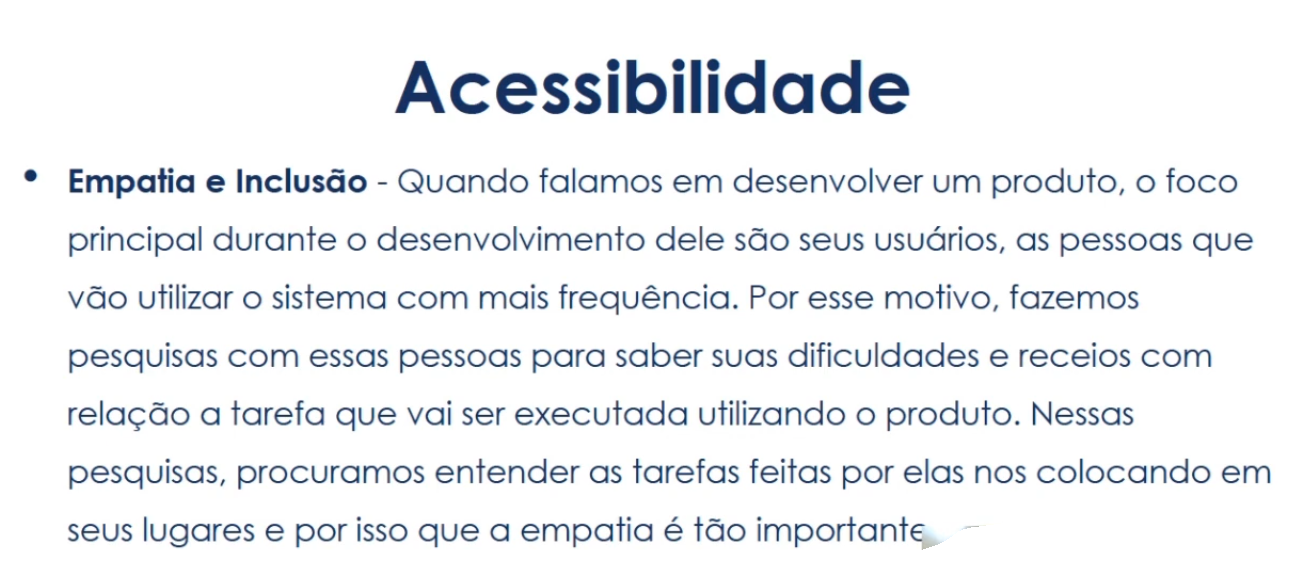 Acessibilidade
• Empatia e Inclusão - Quando falamos em desenvolver um produto, o foco
principal durante o desenvolvimento dele são seus usuários, as pessoas que
vão utilizar o sistema com mais frequência. Por esse motivo, fazemos
pesquisas com essas pessoas para saber suas dificuldades e receios com
relação a tarefa que vai ser executada utilizando o produto. Nessas
pesquisas, procuramos entender as tarefas feitas por elas nos colocando em
seus lugares e por isso que a empatia é tão importante